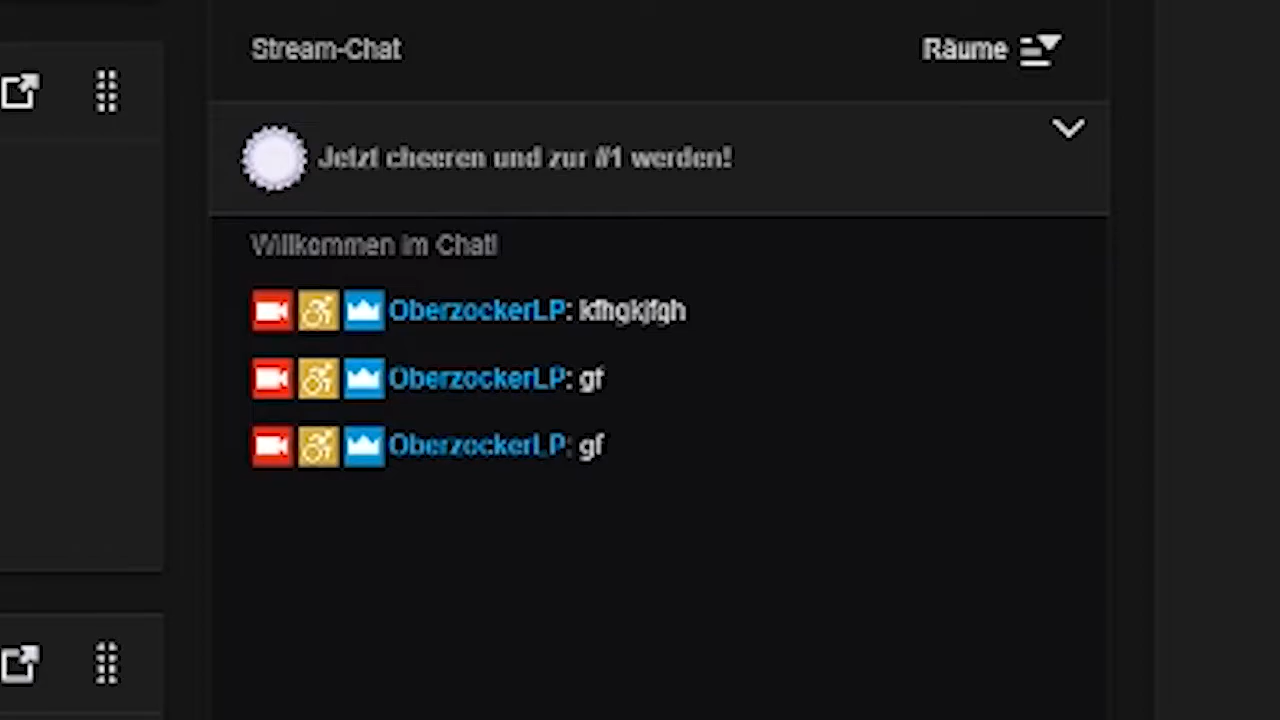 Stream-Chat
Räume
Jetzt cheeren und zur #1 werden!
Willkommen im Chat!
OberzockerLP: kfhgkjfgh
OberzockerLP: gf
OberzockerLP: gf